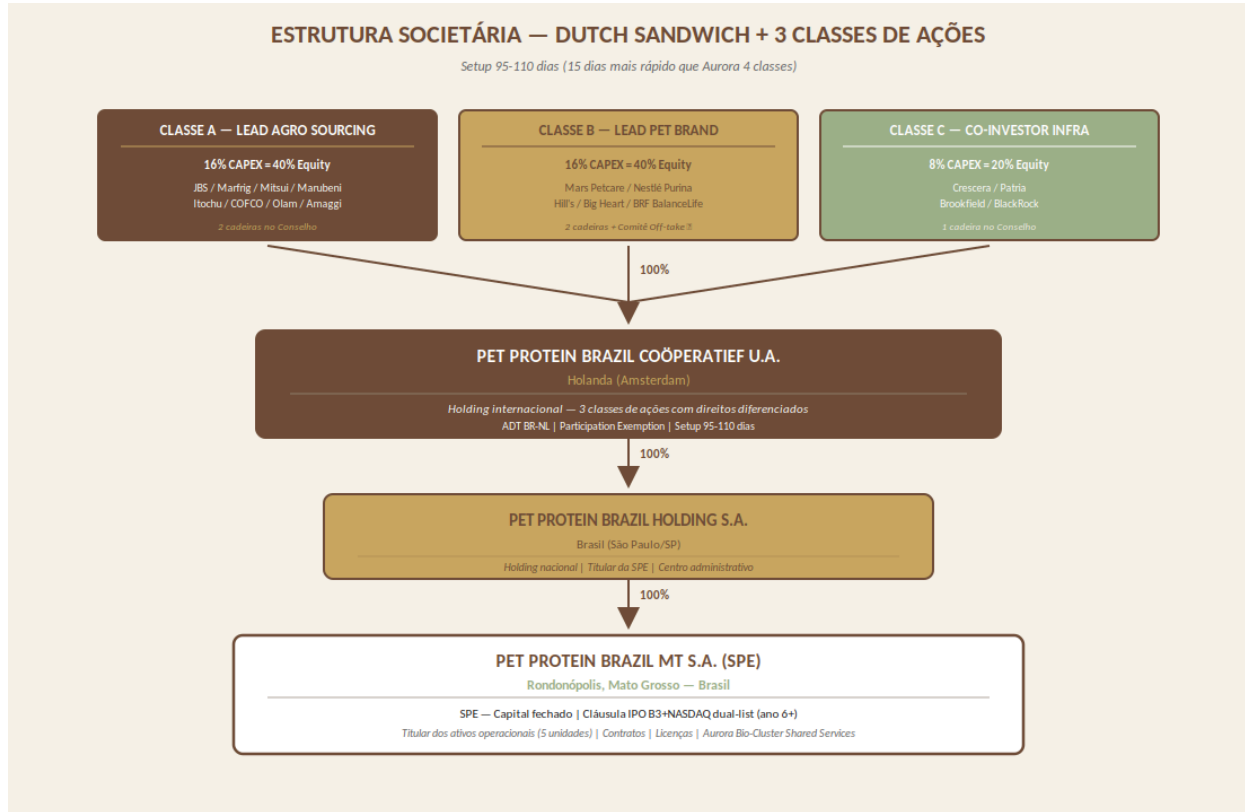 ESTRUTURA SOCIETÁRIA — DUTCH SANDWICH + 3 CLASSES DE AÇÕES
Setup 95-110 dias (15 dias mais rápido que Aurora 4 classes)
CLASSE A — LEAD AGRO SOURCING
16% CAPEX = 40% Equity
JBS / Marfrig / Mitsui / Marubeni
Itochu / COFCO / Olam / Amaggi
2 cadeiras no Conselho
CLASSE B — LEAD PET BRAND
16% CAPEX = 40% Equity
Mars Petcare / Nestlé Purina
Hill's / Big Heart / BRF BalanceLife
2 cadeiras + Comitê Off-take
CLASSE C — CO-INVESTOR INFRA
8% CAPEX = 20% Equity
Crescera / Patria
Brookfield / BlackRock
1 cadeira no Conselho
100%
PET PROTEIN BRAZIL COÖPERATIEF U.A.
Holanda (Amsterdam)
Holding internacional — 3 classes de ações com direitos diferenciados
ADT BR-NL | Participation Exemption | Setup 95-110 dias
100%
PET PROTEIN BRAZIL HOLDING S.A.
Brasil (São Paulo/SP)
Holding nacional | Titular da SPE | Centro administrativo
100%
PET PROTEIN BRAZIL MT S.A. (SPE)
Rondonópolis, Mato Grosso — Brasil
SPE — Capital fechado | Cláusula IPO B3+NASDAQ dual-list (ano 6+)
Titular dos ativos operacionais (5 unidades) | Contratos | Licenças | Aurora Bio-Cluster Shared Services